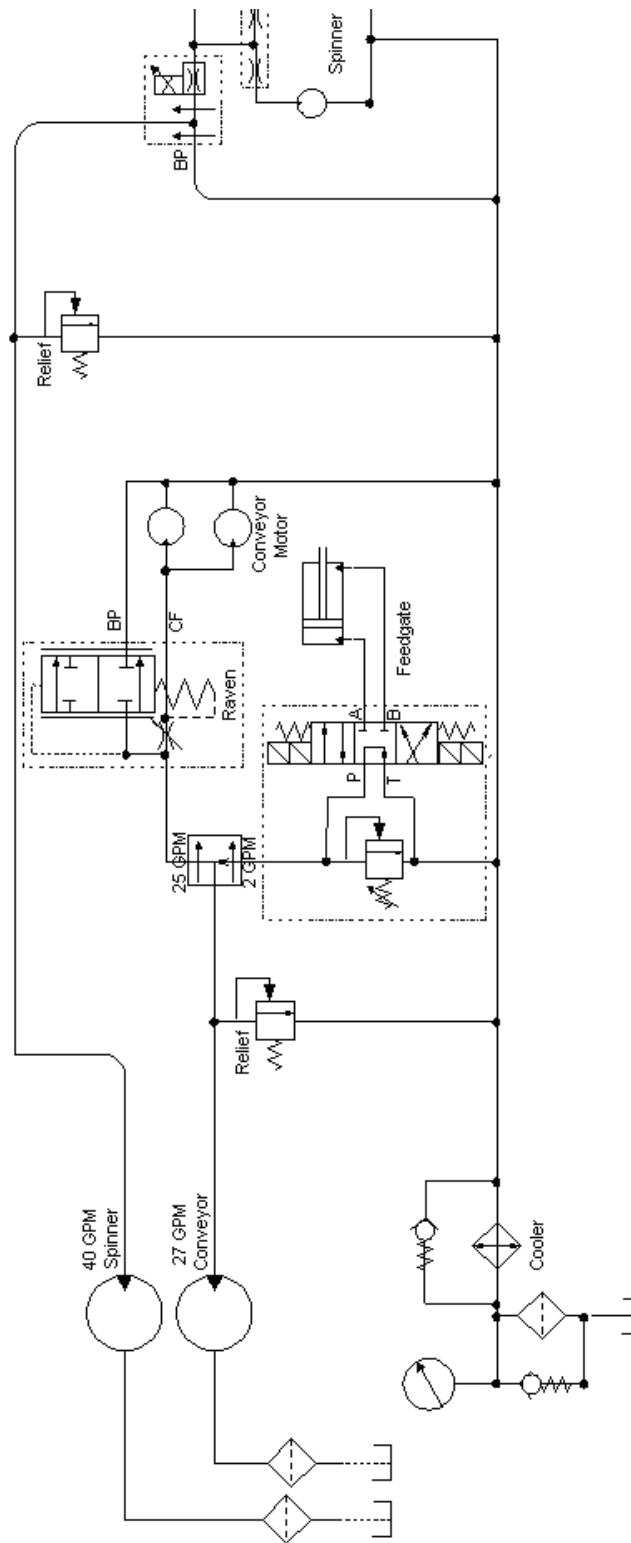 BP
Spinner
Relief
BP
CF
Conveyor
Motor
Raven
Feedgate
A
B
P
T
25 GPM
2 GPM
Relief
40 GPM
Spinner
27 GPM
Conveyor
Cooler